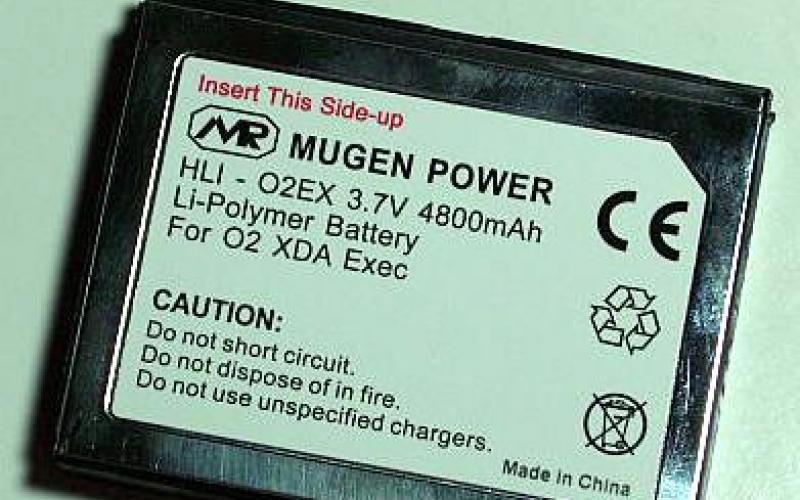 Insert This Side-up
MR MUGEN POWER
HLI - O2EX 3.7V 4800mAh
Li-Polymer Battery
For O2 XDA Exec
CE
CAUTION:
Do not short circuit.
Do not dispose of in fire.
Do not use unspecified chargers.
Made in China